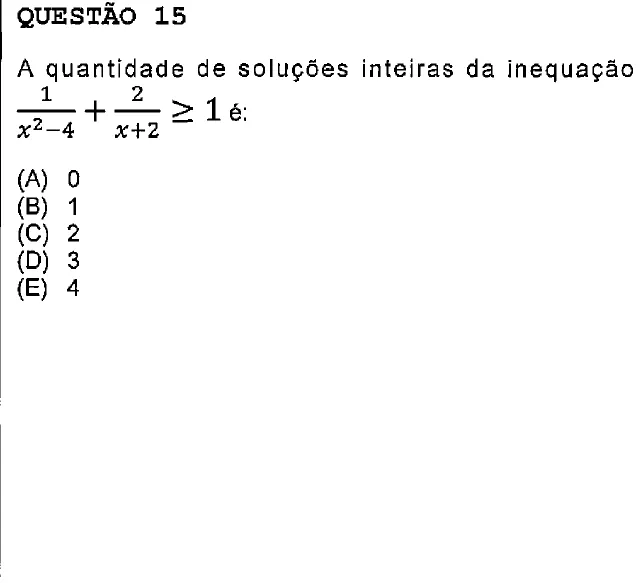 QUESTÃO 15
A quantidade de soluções inteiras da inequação
1/(x²−4) + 2/(x+2) ≥ 1 é:
(A) 0
(B) 1
(C) 2
(D) 3
(E) 4